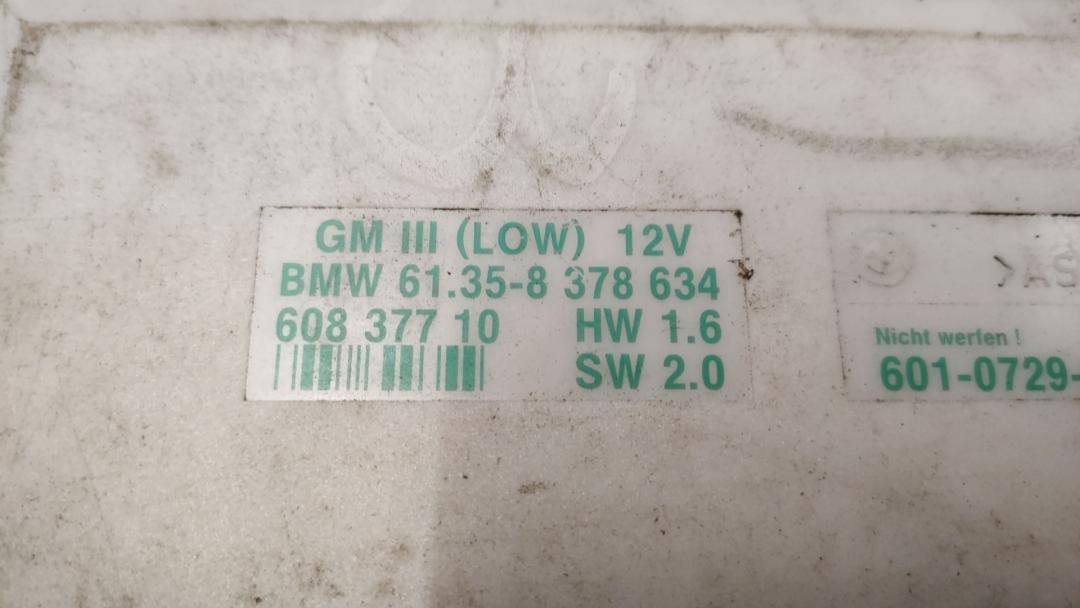 GM III (LOW) 12V
BMW 61.35-8 378 634
608 377 10 HW 1.6
SW 2.0
Nicht werfen !
601-0729-